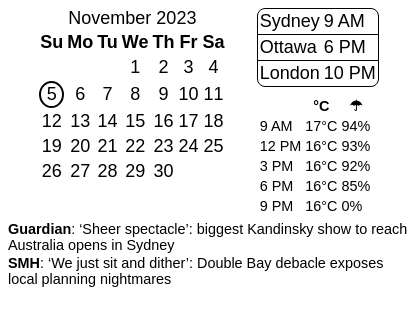 November 2023
Su Mo Tu We Th Fr Sa
1 2 3 4
5 6 7 8 9 10 11
12 13 14 15 16 17 18
19 20 21 22 23 24 25
26 27 28 29 30
Sydney 9 AM
Ottawa 6 PM
London 10 PM
°C ☂
9 AM 17°C 94%
12 PM 16°C 93%
3 PM 16°C 92%
6 PM 16°C 85%
9 PM 16°C 0%
Guardian: ‘Sheer spectacle’: biggest Kandinsky show to reach
Australia opens in Sydney
SMH: ‘We just sit and dither’: Double Bay debacle exposes
local planning nightmares